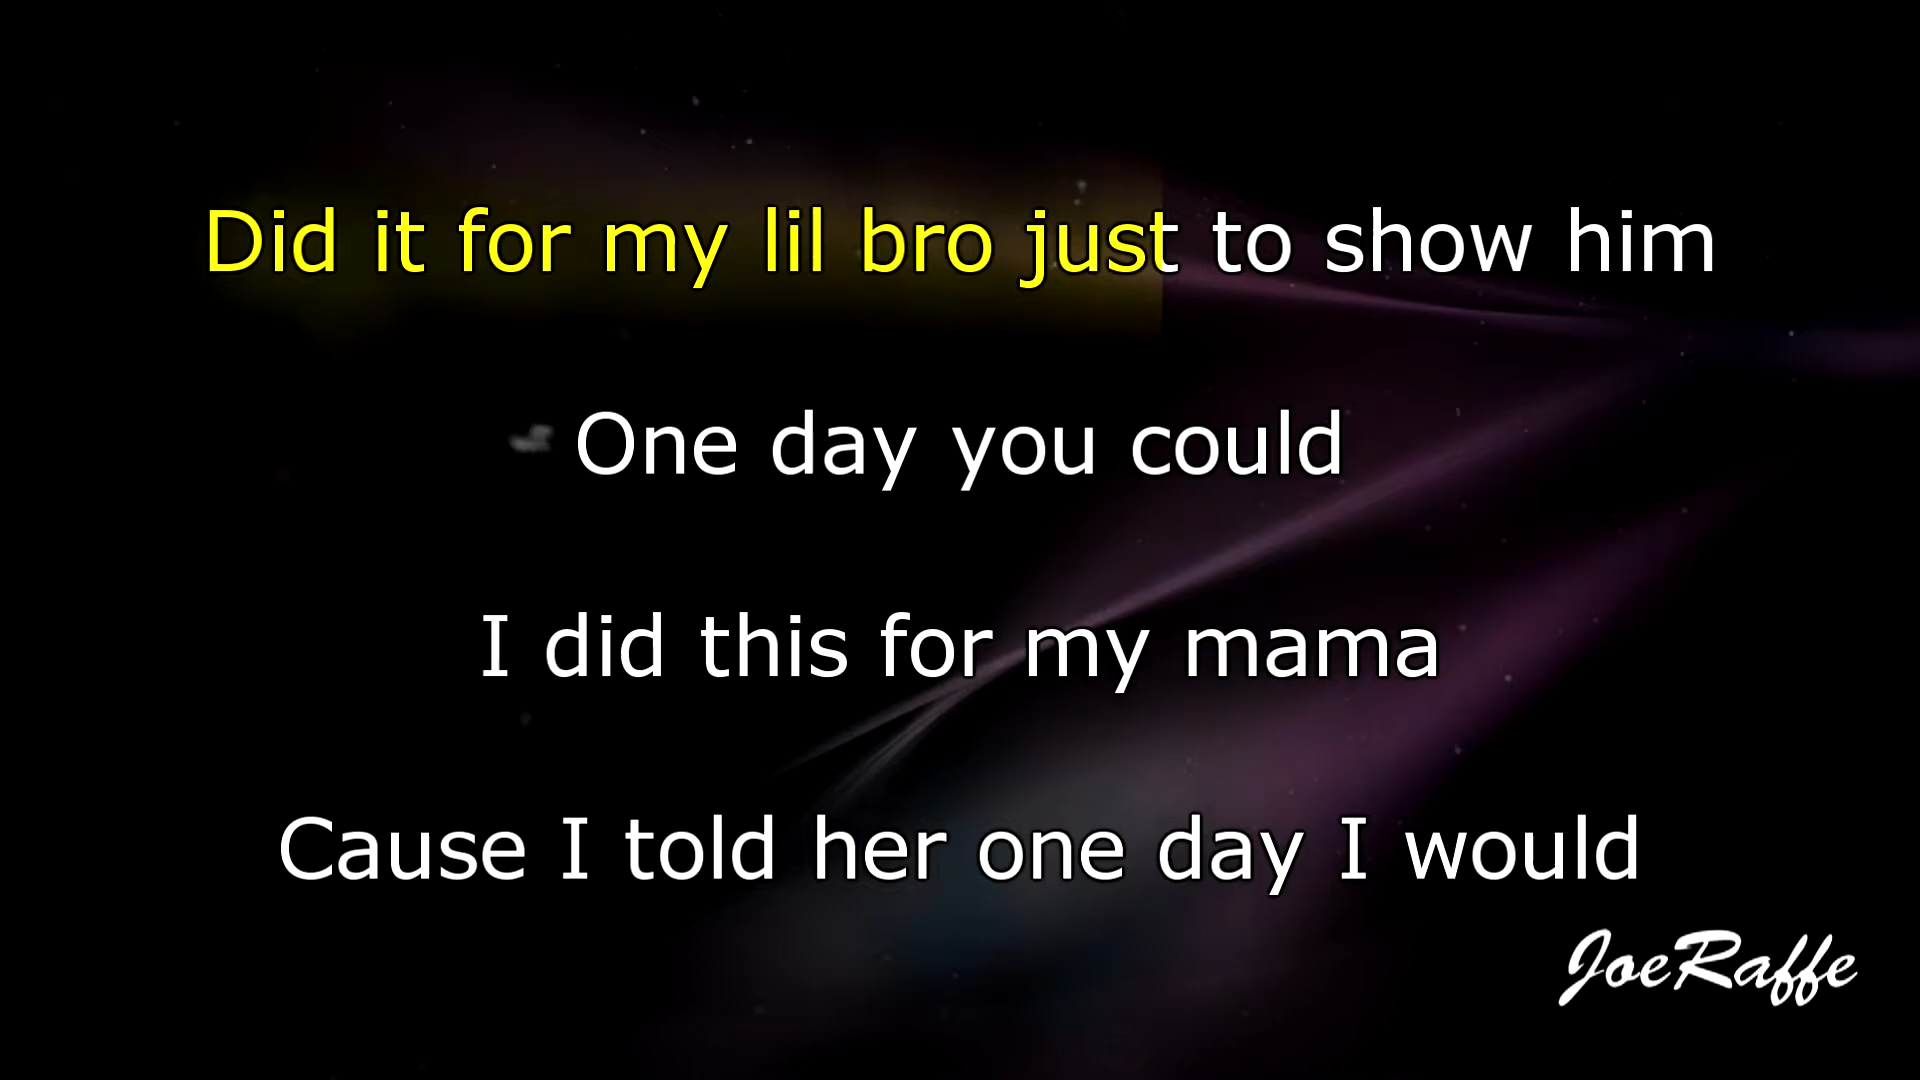 Did it for my lil bro just to show him
One day you could
I did this for my mama
Cause I told her one day I would
JoeRaffe